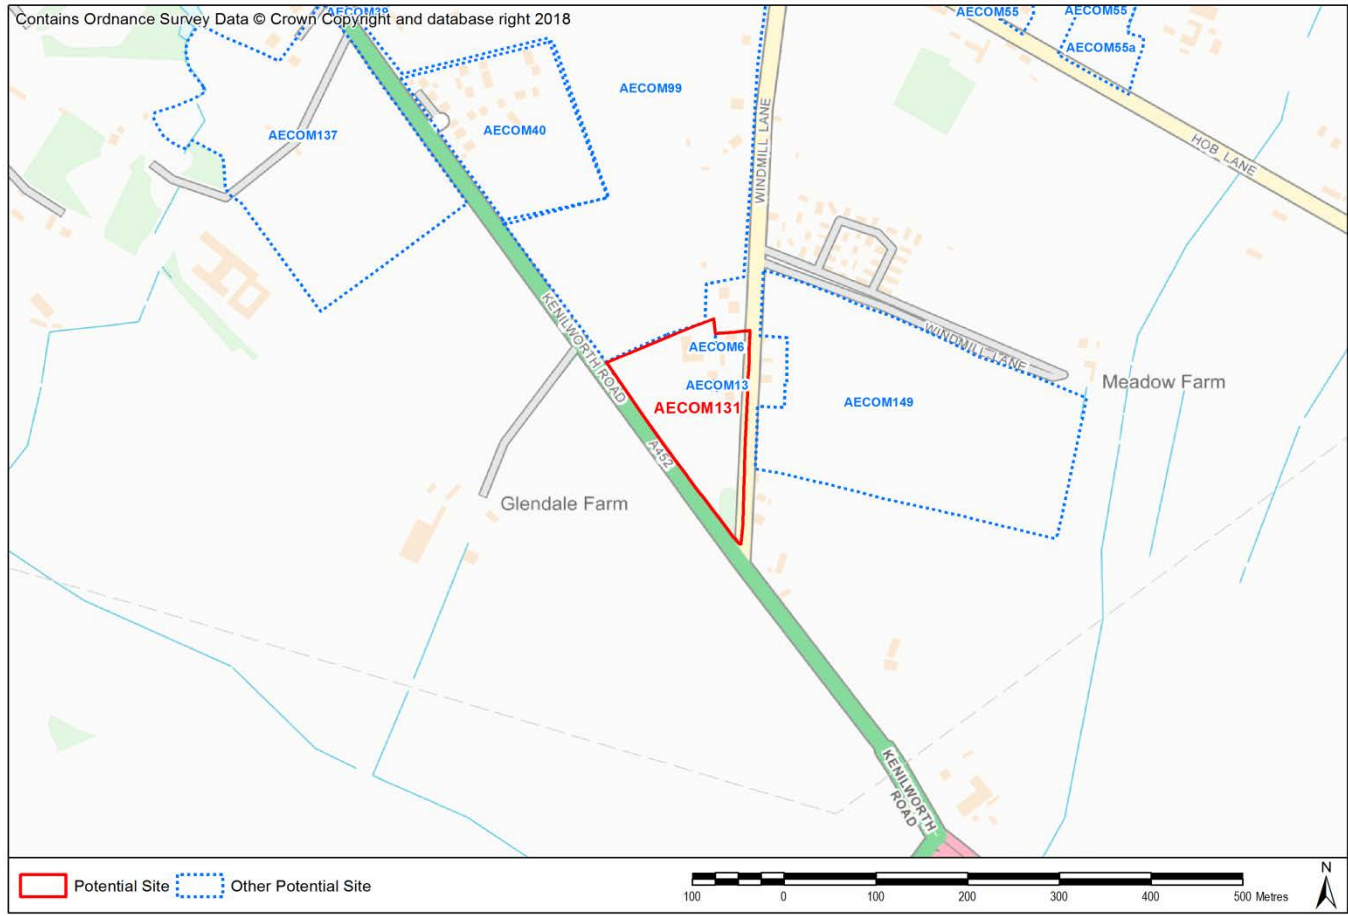 Contains Ordnance Survey Data © Crown Copyright and database right 2018
AECOM39
AECOM55
AECOM55
AECOM55a
AECOM99
AECOM40
AECOM137
HOB LANE
WINDMILL LANE
KENILWORTH ROAD
WINDMILL LANE
AECOM6
AECOM13
AECOM131
AECOM149
Meadow Farm
A452
Glendale Farm
KENILWORTH
ROAD
Potential Site
Other Potential Site
100 0 100 200 300 400 500 Metres
N